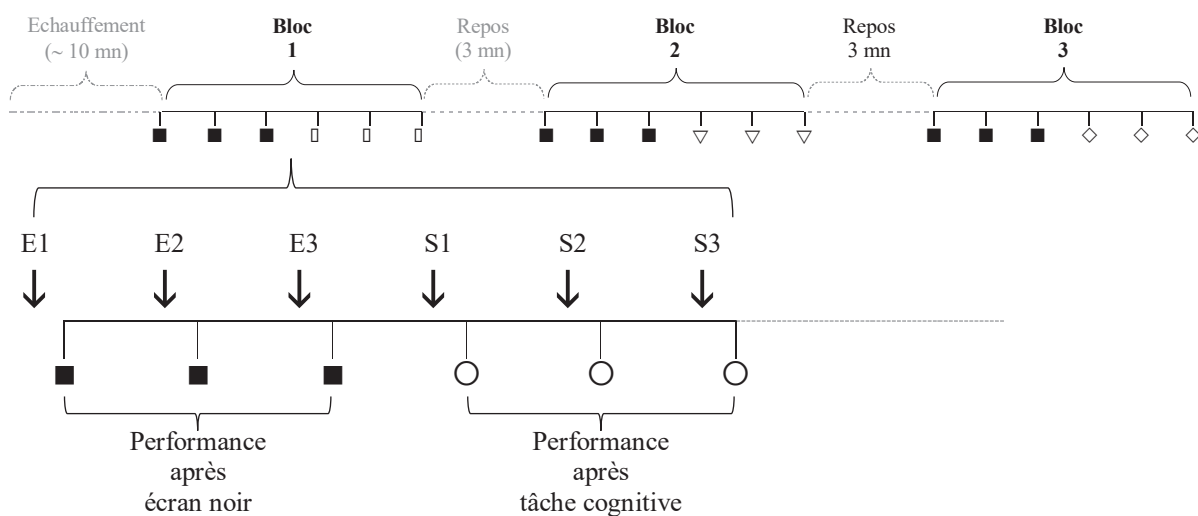 Echauffement
(~ 10 mn)
Bloc
1
Repos
(3 mn)
Bloc
2
Repos
3 mn
Bloc
3
E1 E2 E3 S1 S2 S3
Performance
après
écran noir
Performance
après
tâche cognitive